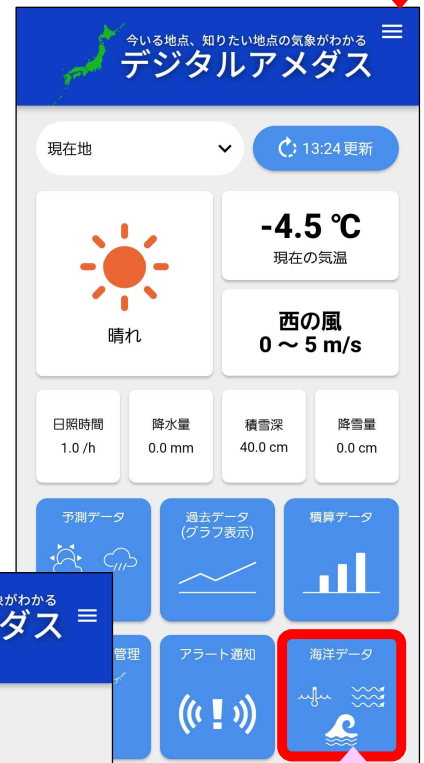 今いる地点、知りたい地点の気象がわかる
デジタルアメダス
現在地
13:24更新
晴れ
-4.5 ℃
現在の気温
西の風
0 ～ 5 m/s
日照時間
1.0 /h
降水量
0.0 mm
積雪深
40.0 cm
降雪量
0.0 cm
予測データ
過去データ
(グラフ表示)
積算データ
象がわかる
ダス
管理
アラート通知
海洋データ